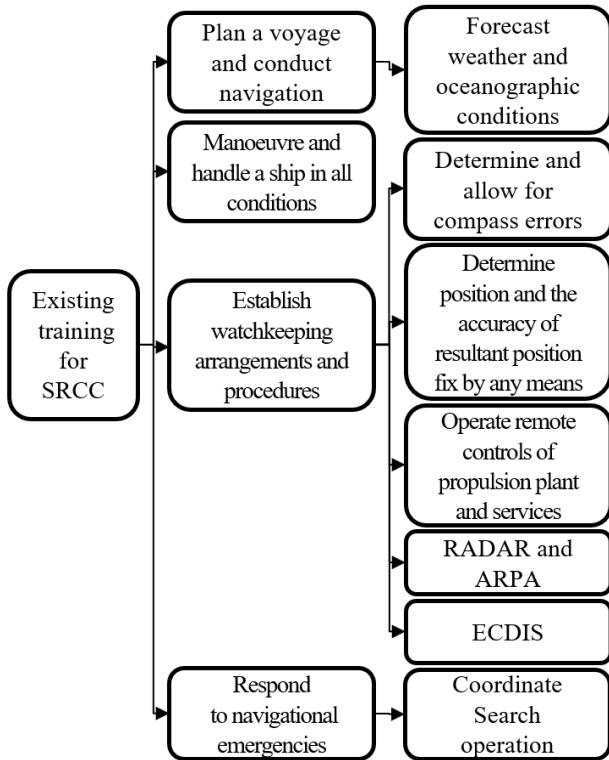 Existing
training
for
SRCC
Plan a voyage
and conduct
navigation
Forecast
weather and
oceanographic
conditions
Manoeuvre and
handle a ship in all
conditions
Establish
watchkeeping
arrangements and
procedures
Determine and
allow for
compass errors
Determine
position and the
accuracy of
resultant position
fix by any means
Operate remote
controls of
propulsion plant
and services
RADAR and
ARPA
ECDIS
Respond
to navigational
emergencies
Coordinate
Search
operation